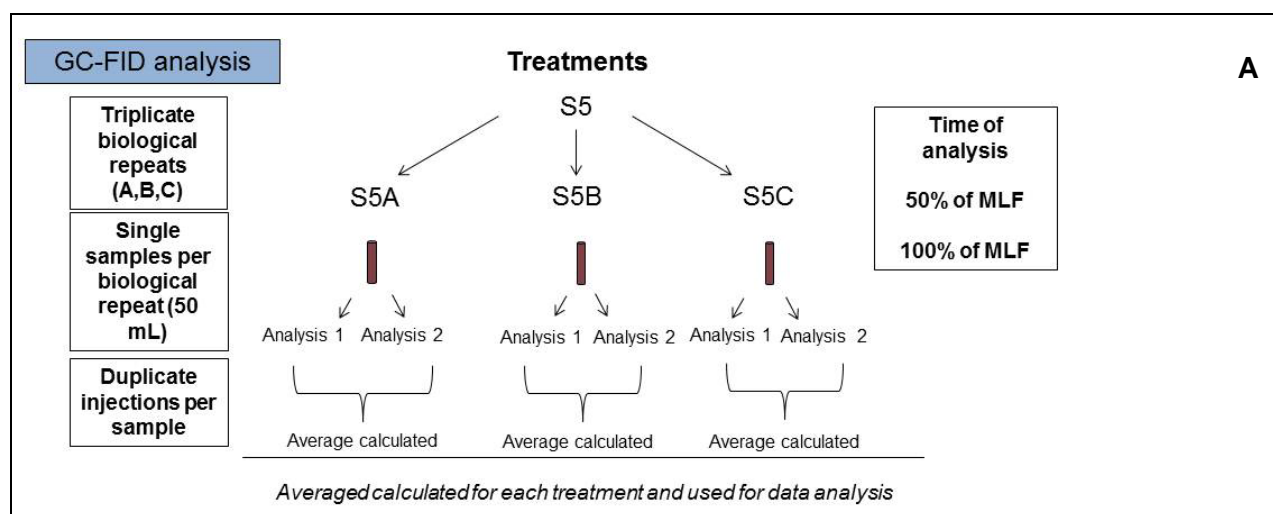 GC-FID analysis
Treatments
A
S5
Triplicate
biological
repeats
(A,B,C)
Time of
analysis
50% of MLF
100% of MLF
S5A
S5B
S5C
Single
samples per
biological
repeat (50
mL)
Analysis 1
Analysis 2
Analysis 1
Analysis 2
Analysis 1
Analysis 2
Duplicate
injections per
sample
Average calculated
Average calculated
Average calculated
Averaged calculated for each treatment and used for data analysis